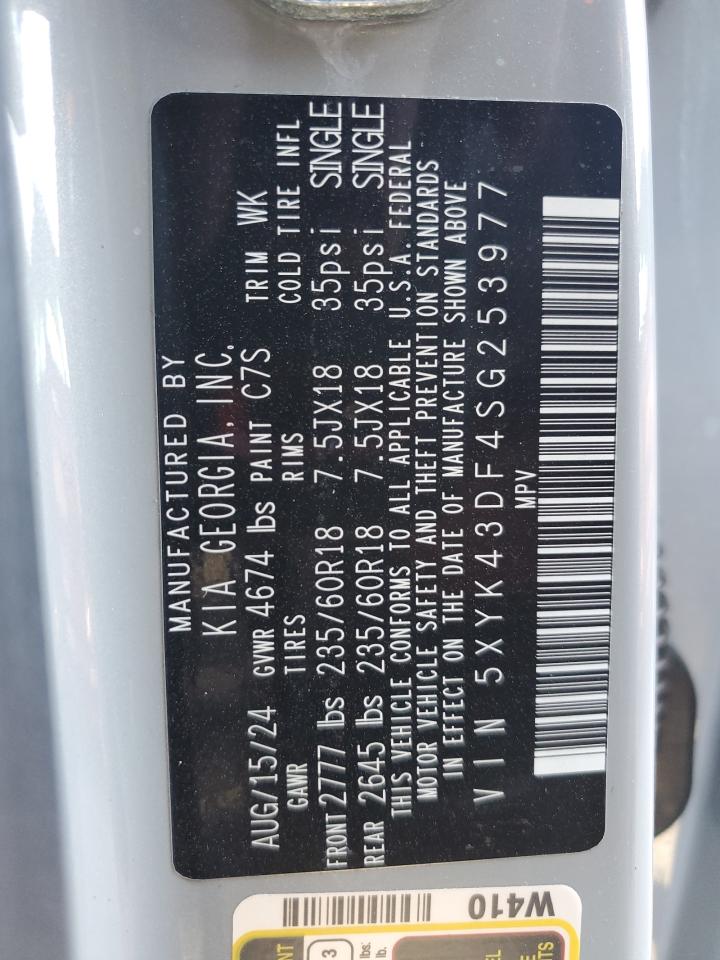 MANUFACTURED BY
KIA GEORGIA, INC.
AUG/15/24 GVWR 4674 lbs PAINT C7S TRIM WK
GAWR TIRES RIMS COLD TIRE INFL
FRONT 2777 lbs 235/60R18 7.5JX18 35psi SINGLE
REAR 2645 lbs 235/60R18 7.5JX18 35psi SINGLE
THIS VEHICLE CONFORMS TO ALL APPLICABLE U.S.A. FEDERAL
MOTOR VEHICLE SAFETY AND THEFT PREVENTION STANDARDS
IN EFFECT ON THE DATE OF MANUFACTURE SHOWN ABOVE
VIN 5XYK43DF4SG253977
MPV
W410
3
lbs.
lb.